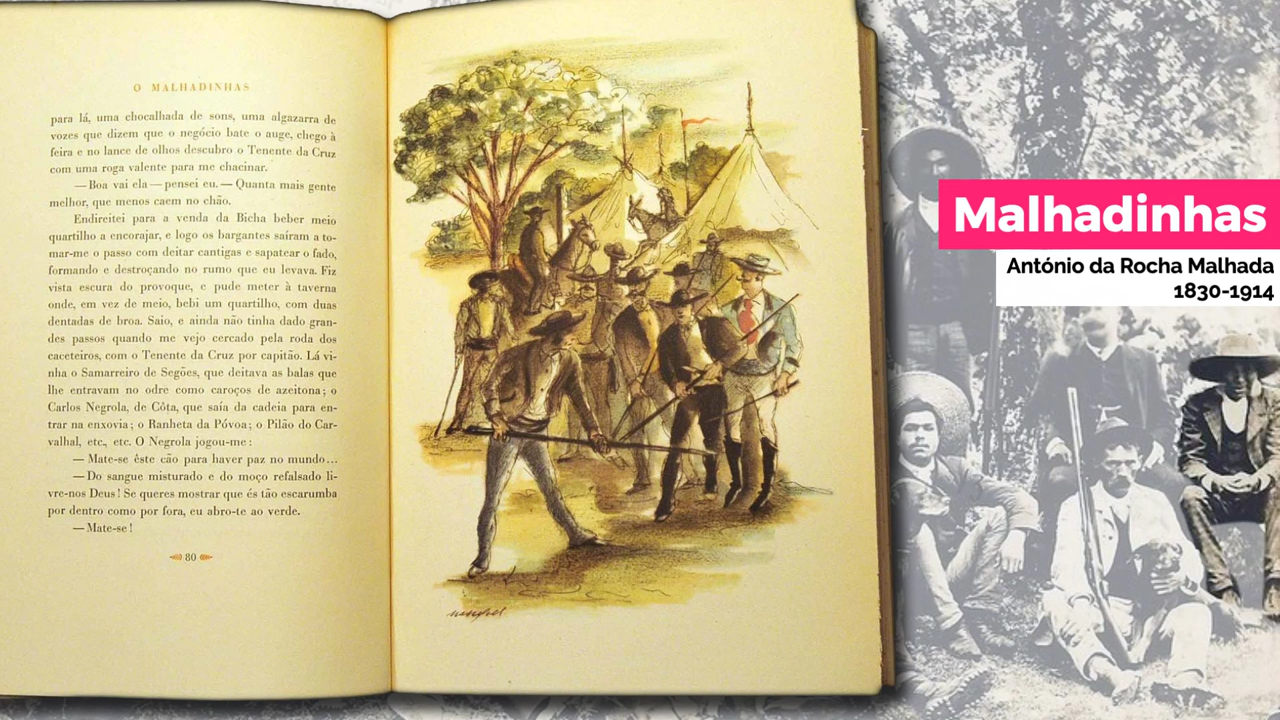 O MALHADINHAS
para lá, uma chocalhada de sons, uma algazarra de
vozes que dizem que o negócio bate o auge, chego à
feira e no lance de olhos descubro o Tenente da Cruz
com uma roga valente para me chacinar.
— Boa vai ela — pensei eu. — Quanta mais gente
melhor, que menos caem no chão.
Endireitei para a venda da Bicha beber meio
quartilho a encorajar, e logo os bargantes saíram a to-
mar-me o passo com deitar cantigas e sapatear o fado,
formando e destroçando no rumo que eu levava. Fiz
vista escura do provoque, e pude meter à taverna
onde, em vez de meio, bebi um quartilho, com duas
dentadas de broa. Saio, e ainda não tinha dado gran-
des passos quando me vejo cercado pela roda dos
caceteiros, com o Tenente da Cruz por capitão. Lá vi-
nha o Samarreiro de Segões, que deitava as balas que
lhe entravam no odre como caroços de azeitona; o
Carlos Negrola, de Côta, que saía da cadeia para en-
trar na enxovia; o Ranheta da Póvoa; o Pilão do Car-
valhal, etc., etc. O Negrola jogou-me:
— Mate-se êste cão para haver paz no mundo...
— Do sangue misturado e do moço refalsado li-
vre-nos Deus! Se queres mostrar que és tão escarumba
por dentro como por fora, eu abro-te ao verde.
— Mate-se!
80
Malhadinhas
António da Rocha Malhada
1830-1914